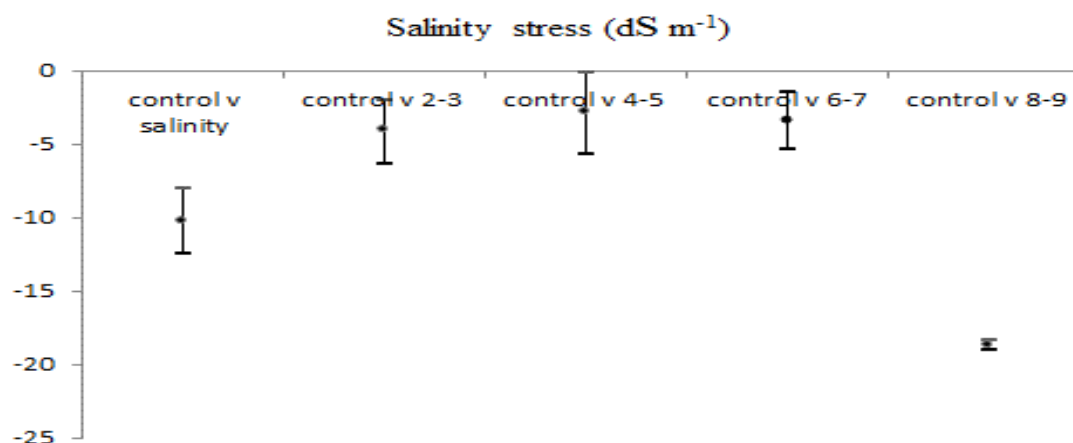 Salinity stress (dS m⁻¹)
0
control v control v 2-3 control v 4-5 control v 6-7 control v 8-9
salinity
-5
-10
-15
-20
-25